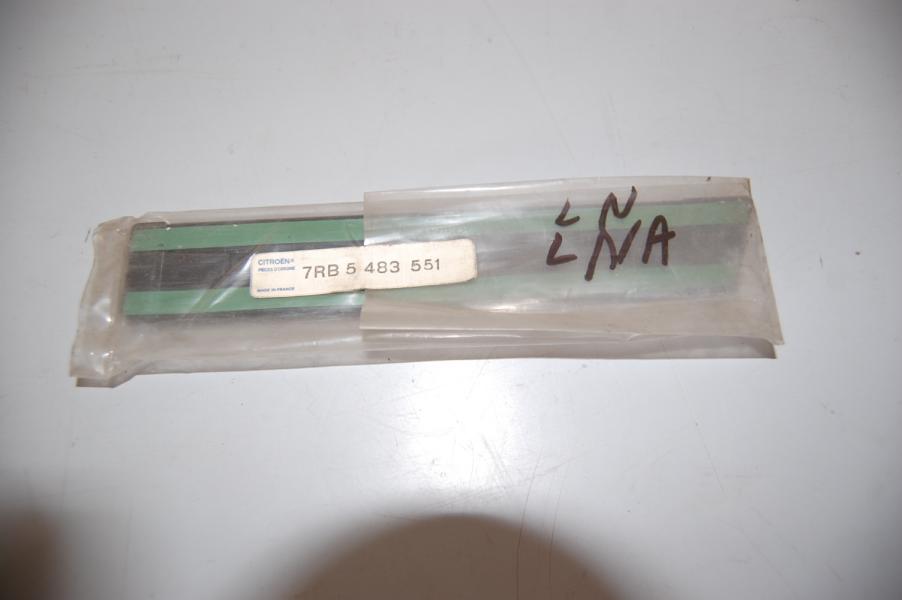 CITROËN®
PIECES D'ORIGINE
7RB 5 483 551
MADE IN FRANCE
LN
LNA